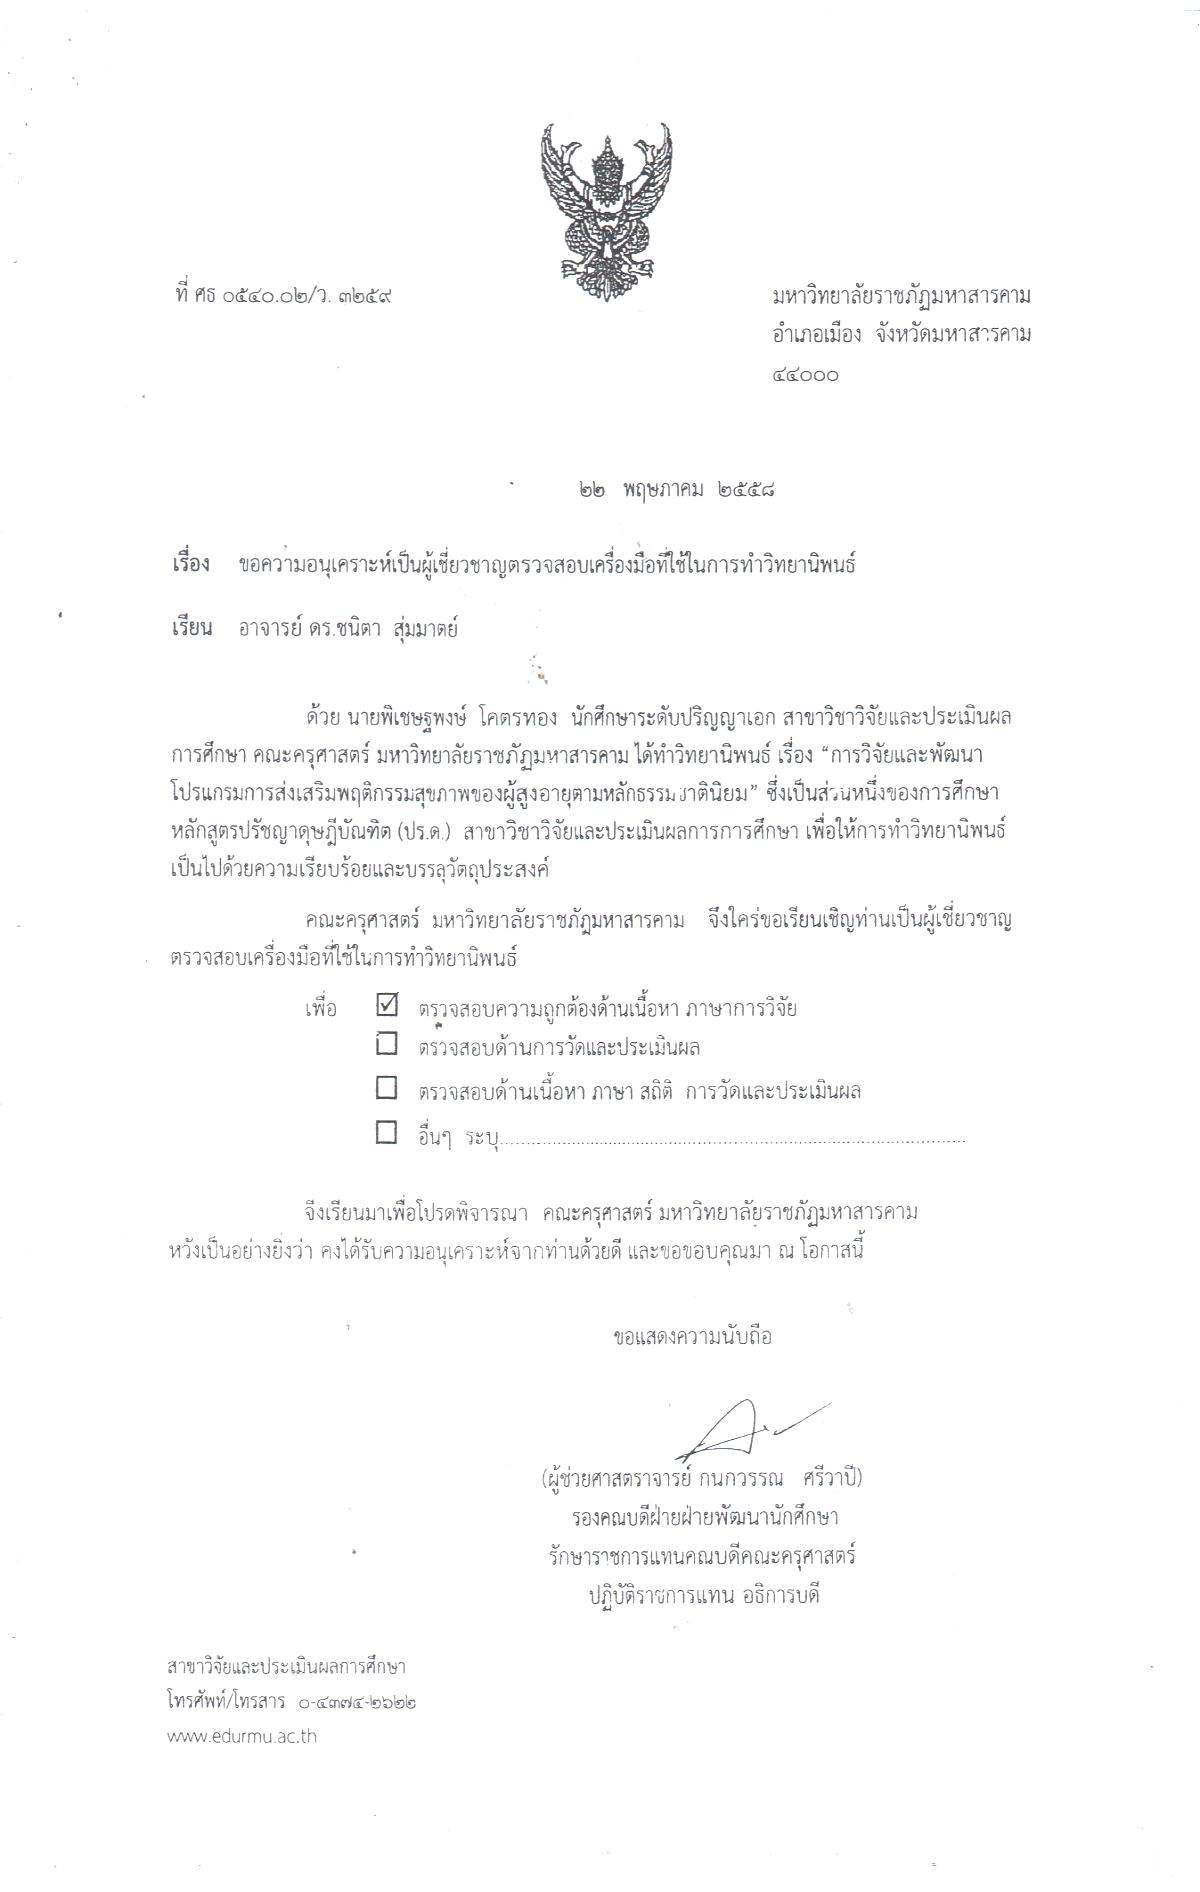 ที่ ศธ ๐๕๔๐.๐๒/ว. ๓๒๕๙
มหาวิทยาลัยราชภัฏมหาสารคาม
อำเภอเมือง จังหวัดมหาสารคาม
๔๔๐๐๐
๒๒ พฤษภาคม ๒๕๕๘
เรื่อง ขอความอนุเคราะห์เป็นผู้เชี่ยวชาญตรวจสอบเครื่องมือที่ใช้ในการทำวิทยานิพนธ์
เรียน อาจารย์ ดร.ชนิตา สุ่มมาตย์
ด้วย นายพิเชษฐพงษ์ โคตรทอง นักศึกษาระดับปริญญาเอก สาขาวิชาวิจัยและประเมินผล
การศึกษา คณะครุศาสตร์ มหาวิทยาลัยราชภัฏมหาสารคาม ได้ทำวิทยานิพนธ์ เรื่อง “การวิจัยและพัฒนา
โปรแกรมการส่งเสริมพฤติกรรมสุขภาพของผู้สูงอายุตามหลักธรรมชาตินิยม” ซึ่งเป็นส่วนหนึ่งของการศึกษา
หลักสูตรปรัชญาดุษฎีบัณฑิต (ปร.ด.) สาขาวิชาวิจัยและประเมินผลการการศึกษา เพื่อให้การทำวิทยานิพนธ์
เป็นไปด้วยความเรียบร้อยและบรรลุวัตถุประสงค์
คณะครุศาสตร์ มหาวิทยาลัยราชภัฏมหาสารคาม จึงใคร่ขอเรียนเชิญท่านเป็นผู้เชี่ยวชาญ
ตรวจสอบเครื่องมือที่ใช้ในการทำวิทยานิพนธ์
เพื่อ ☑ ตรวจสอบความถูกต้องด้านเนื้อหา ภาษาการวิจัย
☐ ตรวจสอบด้านการวัดและประเมินผล
☐ ตรวจสอบด้านเนื้อหา ภาษา สถิติ การวัดและประเมินผล
☐ อื่นๆ ระบุ................................................................................
จึงเรียนมาเพื่อโปรดพิจารณา คณะครุศาสตร์ มหาวิทยาลัยราชภัฏมหาสารคาม
หวังเป็นอย่างยิ่งว่า คงได้รับความอนุเคราะห์จากท่านด้วยดี และขอขอบคุณมา ณ โอกาสนี้
ขอแสดงความนับถือ
(ผู้ช่วยศาสตราจารย์ กนกวรรณ ศรีวาปี)
รองคณบดีฝ่ายฝ่ายพัฒนานักศึกษา
รักษาราชการแทนคณบดีคณะครุศาสตร์
ปฏิบัติราชการแทน อธิการบดี
สาขาวิจัยและประเมินผลการศึกษา
โทรศัพท์/โทรสาร ๐-๔๓๗๔-๒๖๒๒
www.edurmu.ac.th